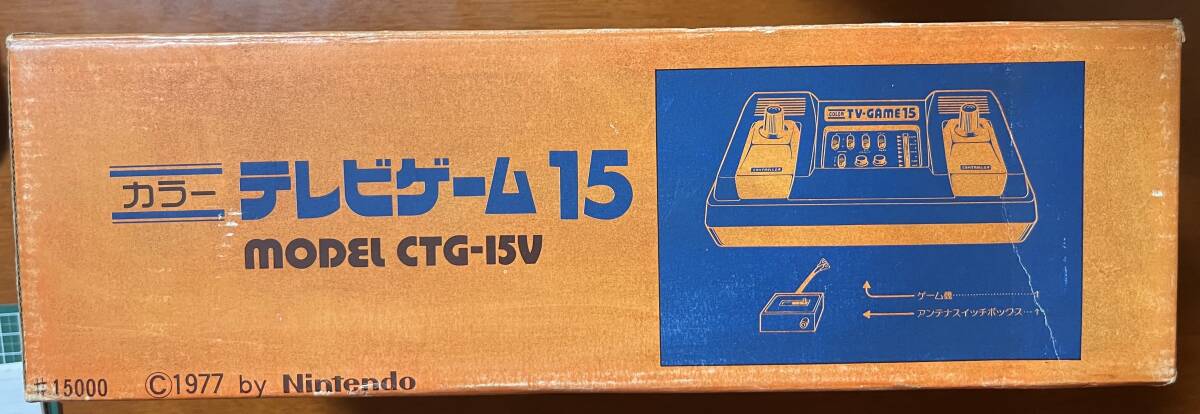 カラー テレビゲーム 15
MODEL CTG-15V
#15000 ©1977 by Nintendo
COLOR TV-GAME 15
CONTROLLER
CONTROLLER
ゲーム機…………1
アンテナスイッチボックス…1